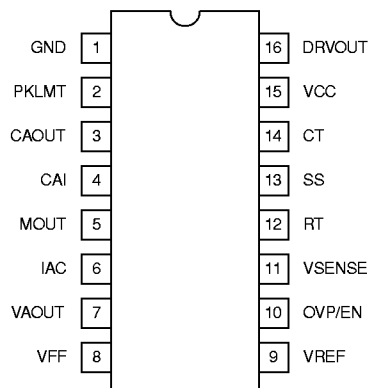 GND 1 16 DRVOUT
PKLMT 2 15 VCC
CAOUT 3 14 CT
CAI 4 13 SS
MOUT 5 12 RT
IAC 6 11 VSENSE
VAOUT 7 10 OVP/EN
VFF 8 9 VREF